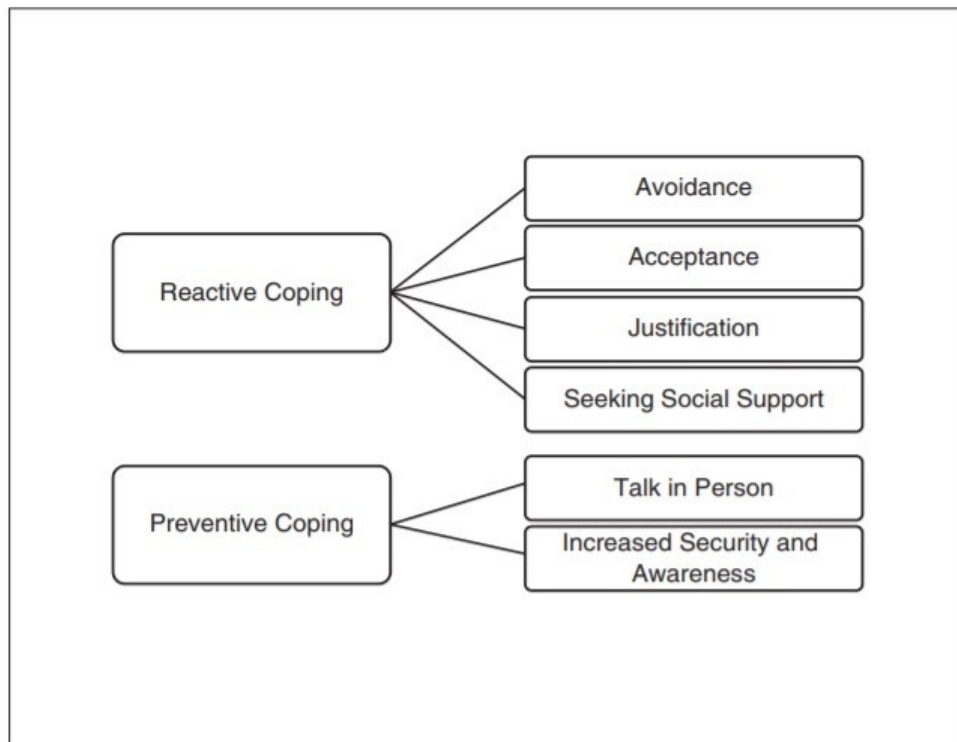 Reactive Coping
Avoidance
Acceptance
Justification
Seeking Social Support
Preventive Coping
Talk in Person
Increased Security and
Awareness